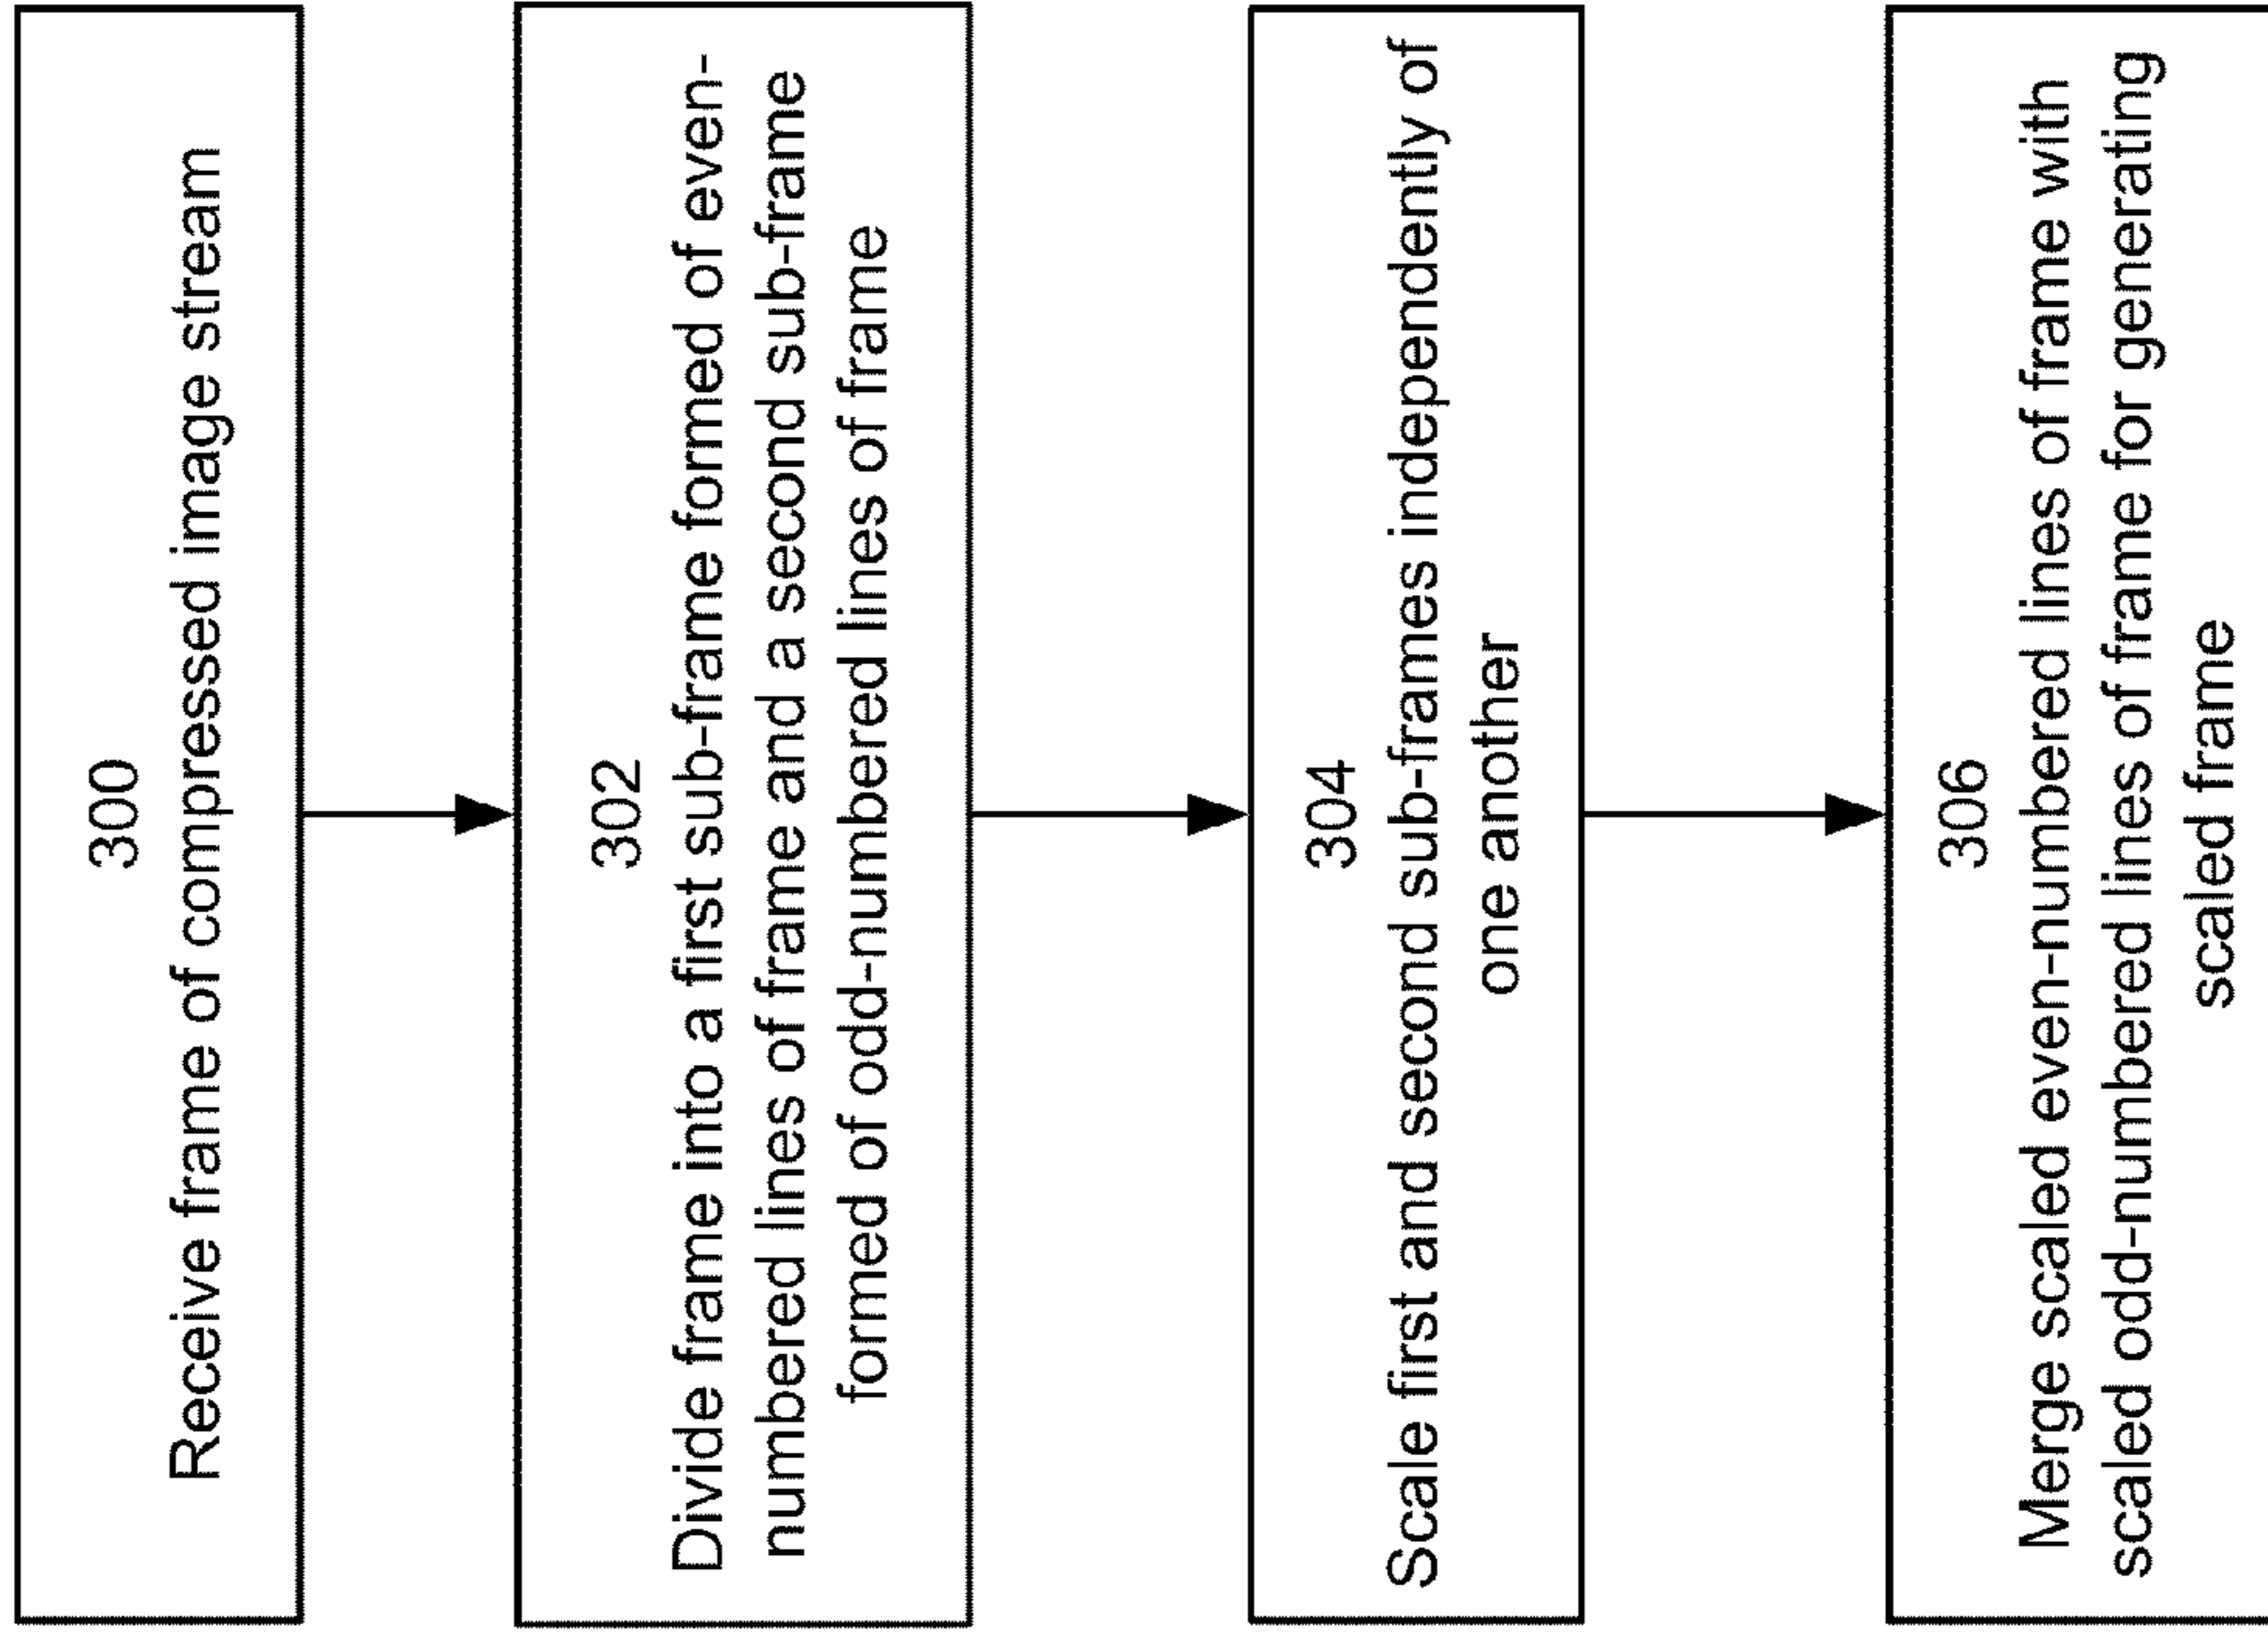 300
Receive frame of compressed image stream
302
Divide frame into a first sub-frame formed of even-
numbered lines of frame and a second sub-frame
formed of odd-numbered lines of frame
304
Scale first and second sub-frames independently of
one another
306
Merge scaled even-numbered lines of frame with
scaled odd-numbered lines of frame for generating
scaled frame